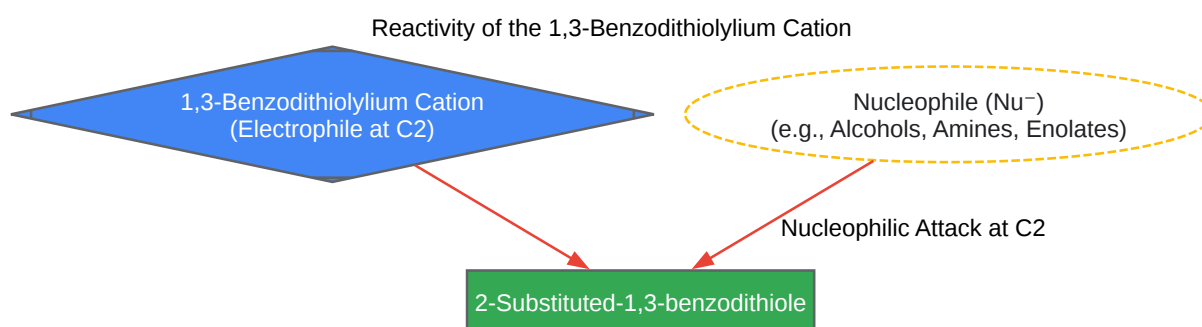 Reactivity of the 1,3-Benzodithiolylium Cation
1,3-Benzodithiolylium Cation
(Electrophile at C2)
Nucleophile (Nu⁻)
(e.g., Alcohols, Amines, Enolates)
Nucleophilic Attack at C2
2-Substituted-1,3-benzodithiole